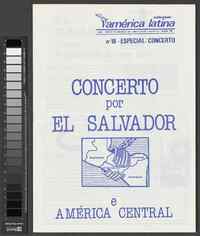 américa latina
nº 18 - ESPECIAL: CONCERTO
CONCERTO
por
EL SALVADOR
e
AMÉRICA CENTRAL